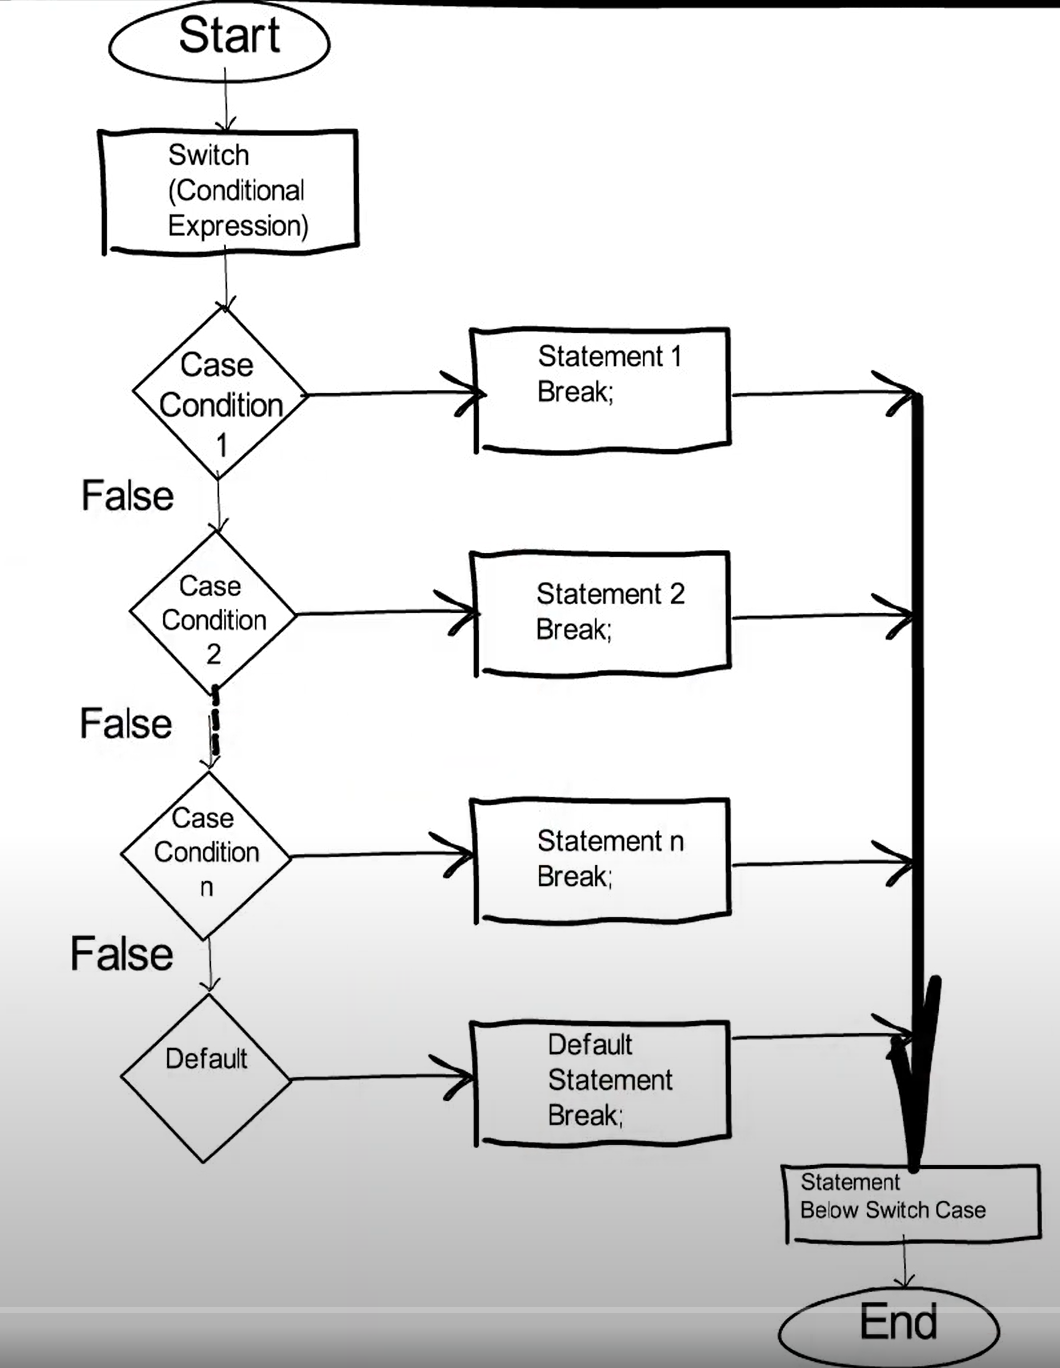 Start
Switch
(Conditional
Expression)
Case
Condition
1
Statement 1
Break;
False
Case
Condition
2
Statement 2
Break;
False
Case
Condition
n
Statement n
Break;
False
Default
Default
Statement
Break;
Statement
Below Switch Case
End